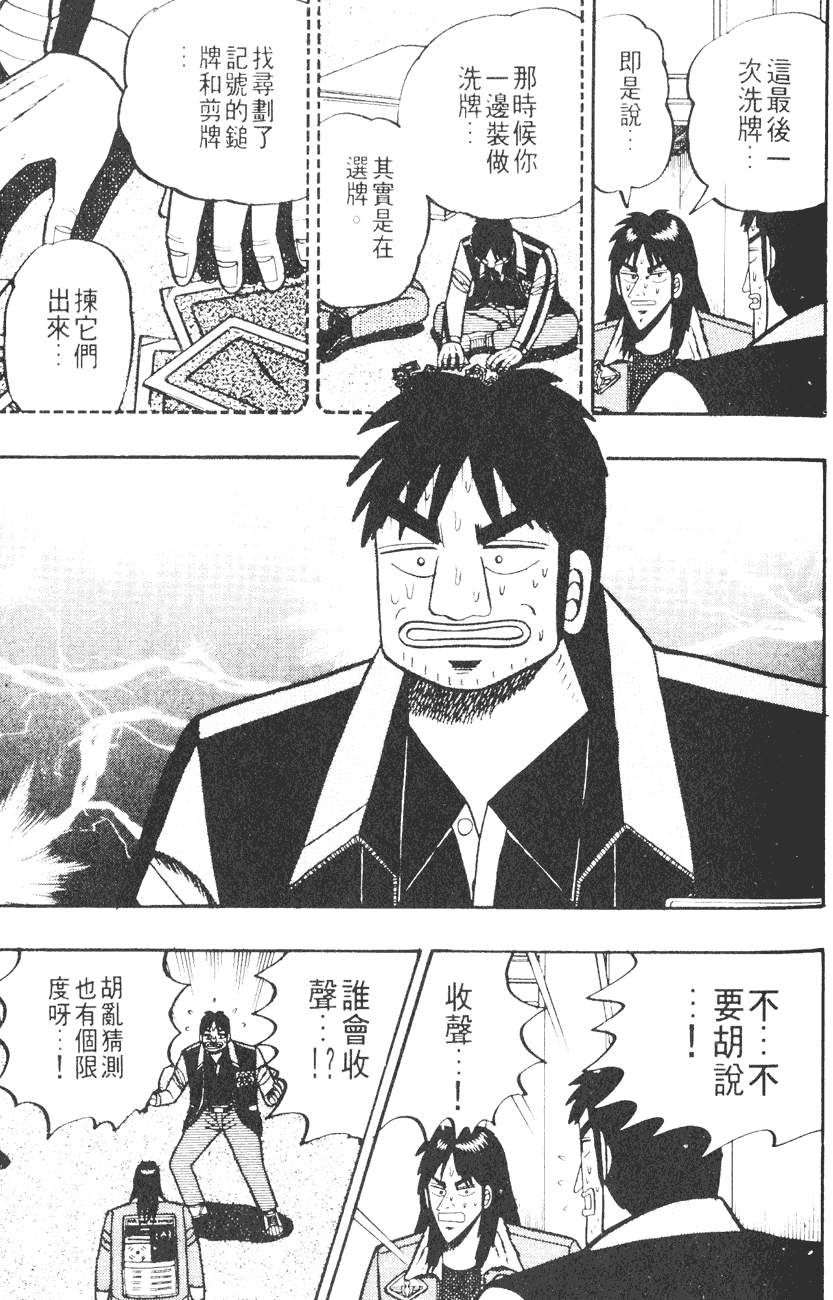 這最後一
次洗牌…
即是說…
那時候你
一邊裝做
洗牌…
其實是在
選牌。
找尋劃了
記號的鎚
牌和剪牌
…
揀它們
出來…
不…不
要胡說
…！
收聲…！
誰會收
聲…！？
胡亂猜測
也有個限
度呀…！